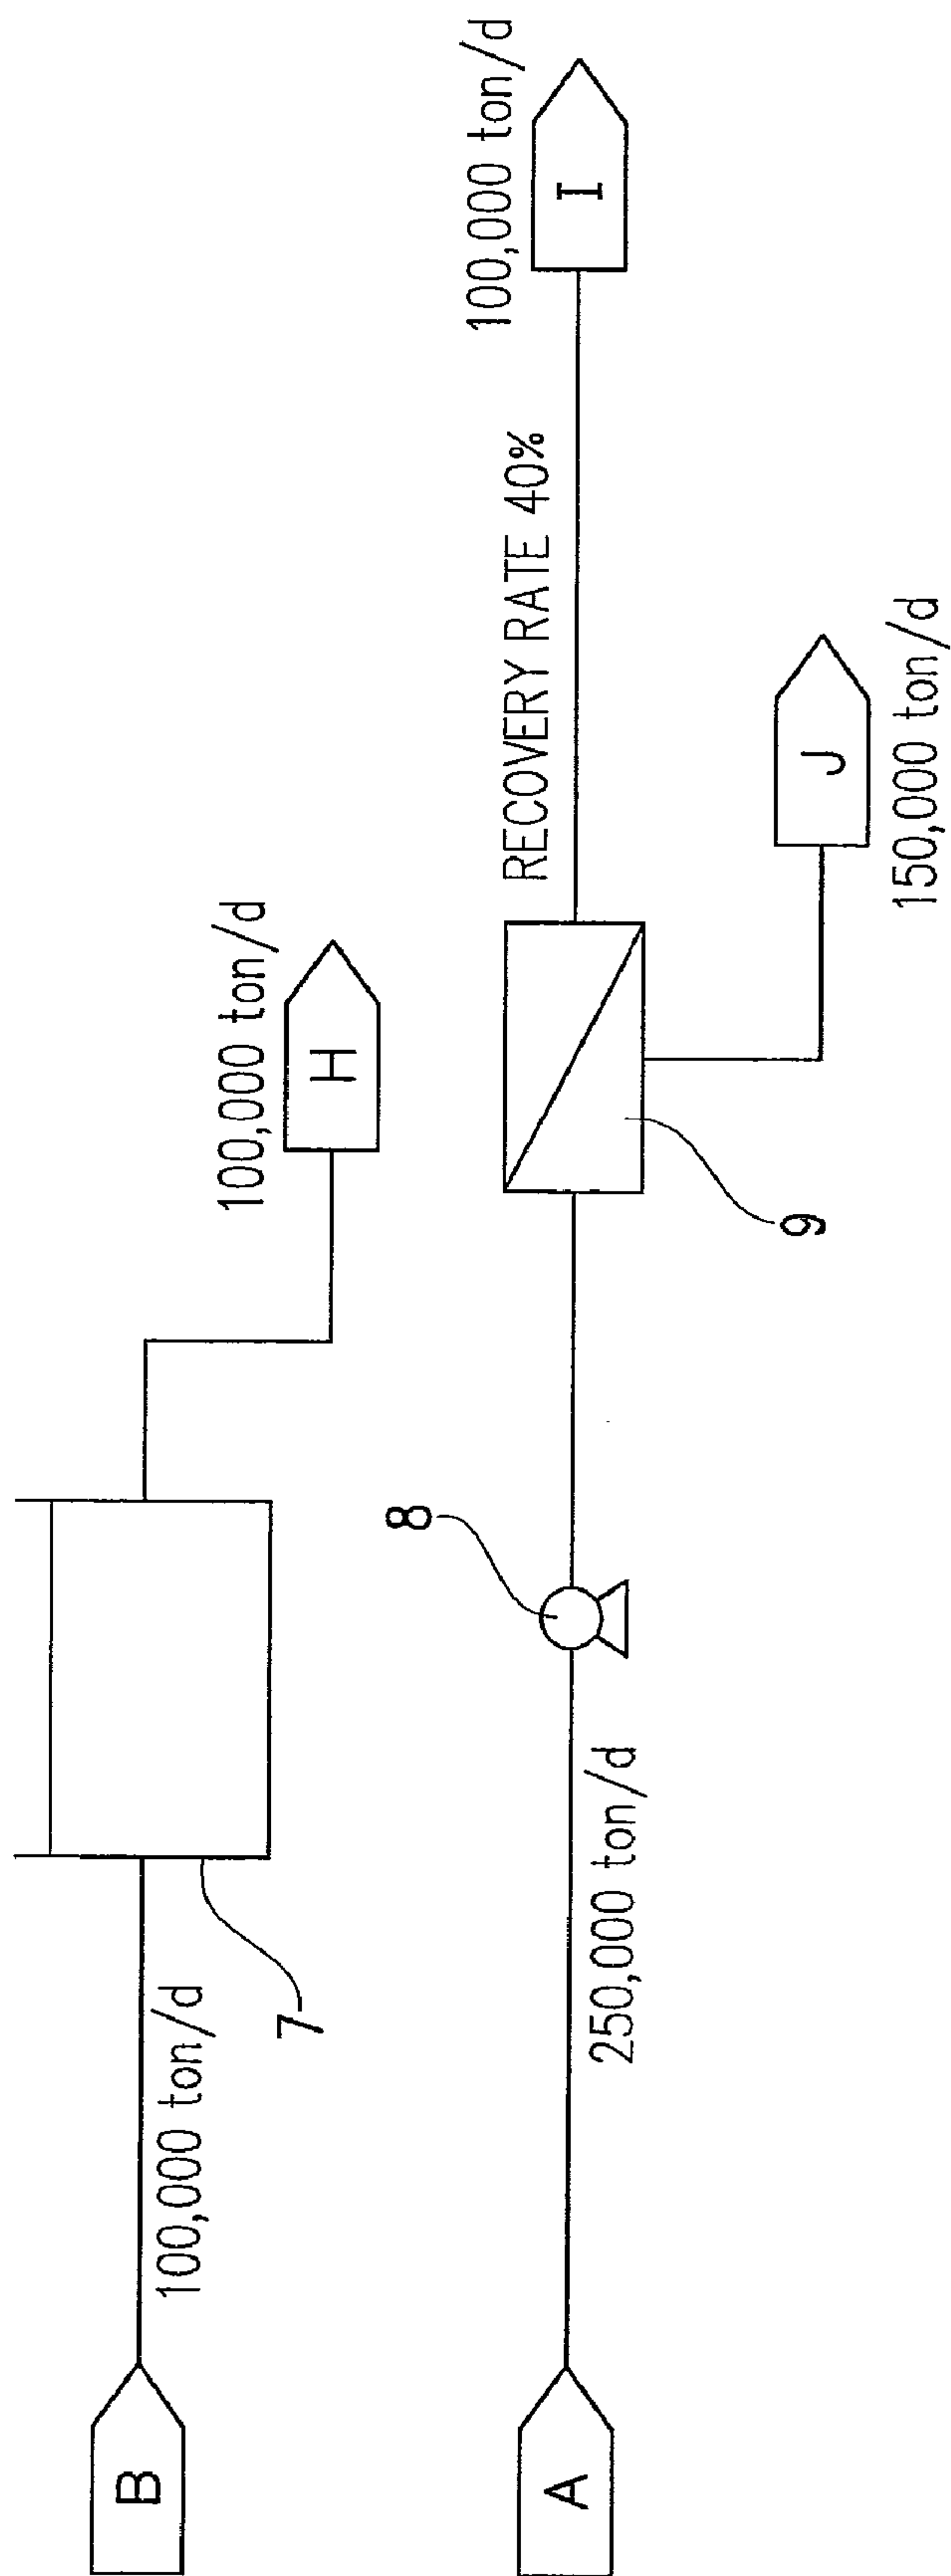 B
100,000 ton/d
7
100,000 ton/d
H
A
250,000 ton/d
8
9
RECOVERY RATE 40%
100,000 ton/d
I
J
150,000 ton/d